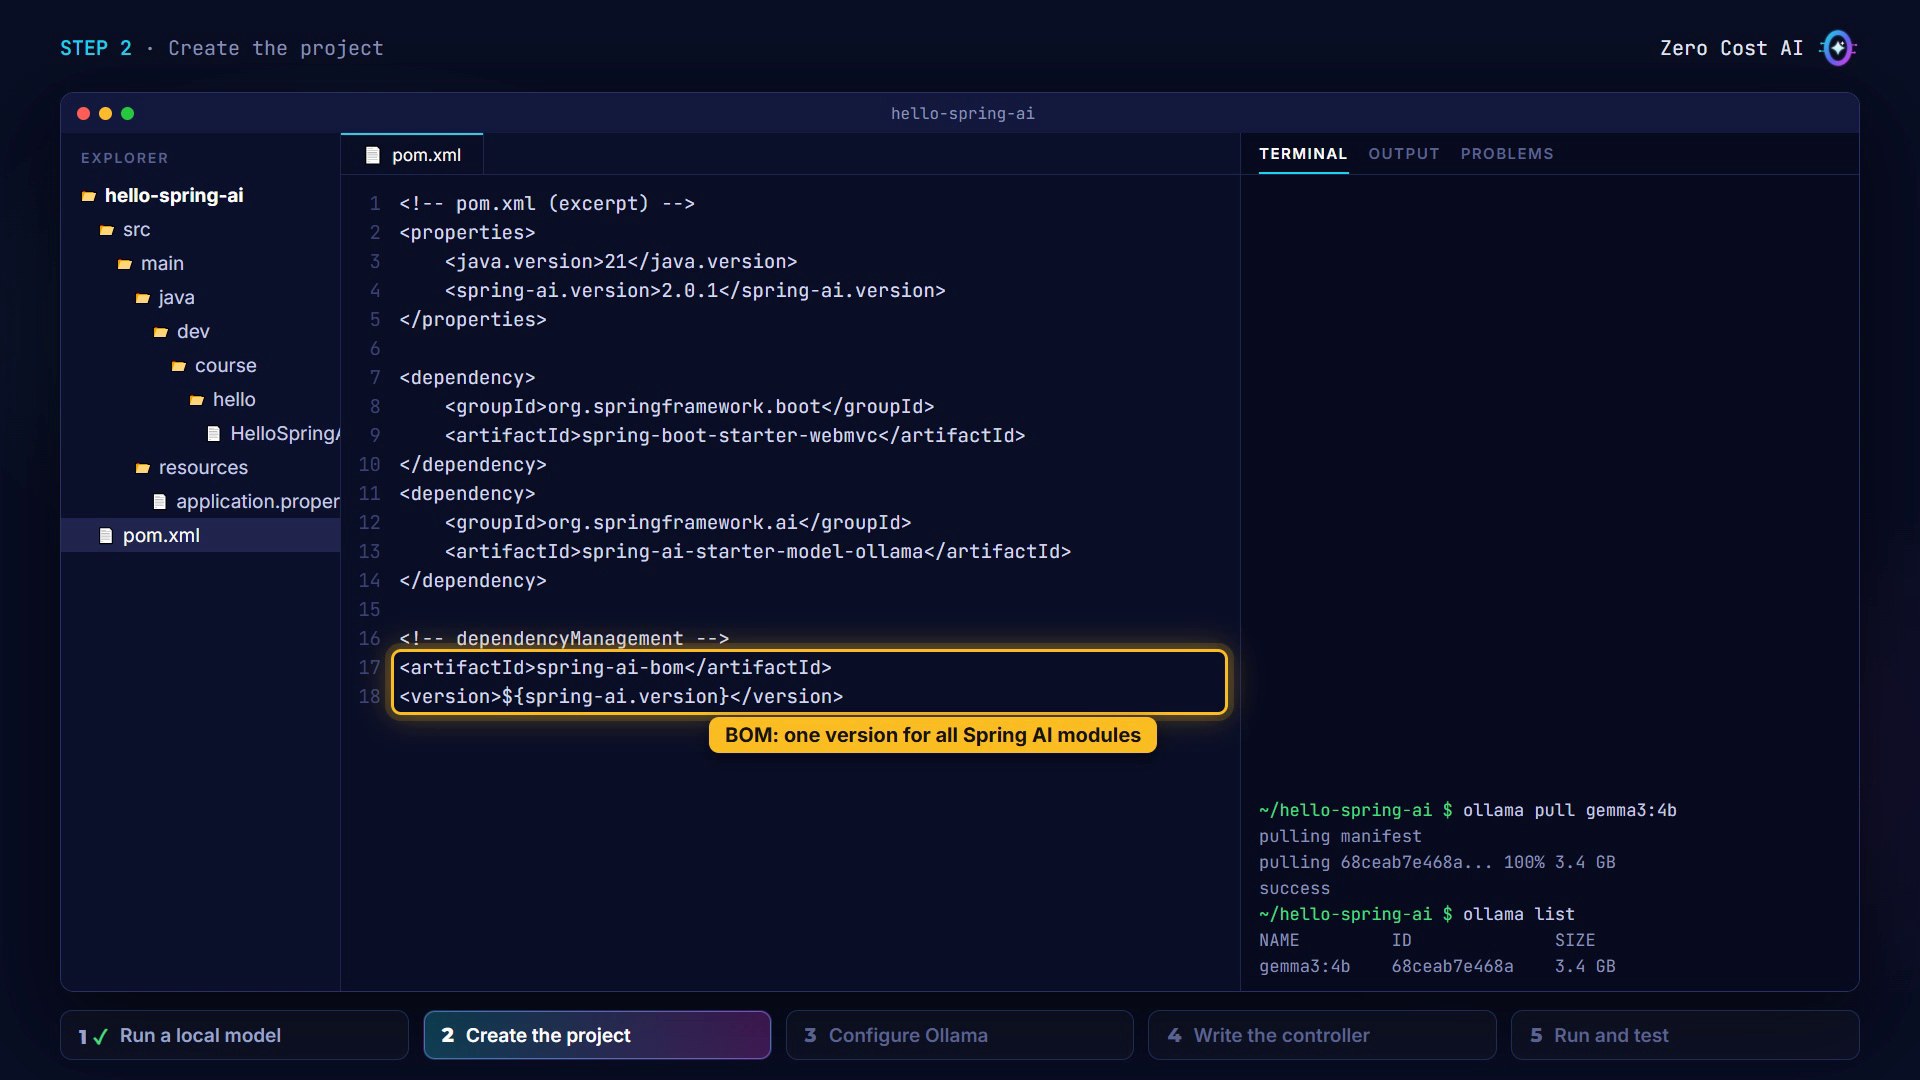 STEP 2 · Create the project
Zero Cost AI
hello-spring-ai
EXPLORER
hello-spring-ai
src
main
java
dev
course
hello
HelloSpringA
resources
application.proper
pom.xml
pom.xml
1 <!-- pom.xml (excerpt) -->
2 <properties>
3     <java.version>21</java.version>
4     <spring-ai.version>2.0.1</spring-ai.version>
5 </properties>
6
7 <dependency>
8     <groupId>org.springframework.boot</groupId>
9     <artifactId>spring-boot-starter-webmvc</artifactId>
10 </dependency>
11 <dependency>
12     <groupId>org.springframework.ai</groupId>
13     <artifactId>spring-ai-starter-model-ollama</artifactId>
14 </dependency>
15
16 <!-- dependencyManagement -->
17 <artifactId>spring-ai-bom</artifactId>
18 <version>${spring-ai.version}</version>
BOM: one version for all Spring AI modules
TERMINAL OUTPUT PROBLEMS
~/hello-spring-ai $ ollama pull gemma3:4b
pulling manifest
pulling 68ceab7e468a... 100% 3.4 GB
success
~/hello-spring-ai $ ollama list
NAME ID SIZE
gemma3:4b 68ceab7e468a 3.4 GB
1 ✓ Run a local model
2 Create the project
3 Configure Ollama
4 Write the controller
5 Run and test